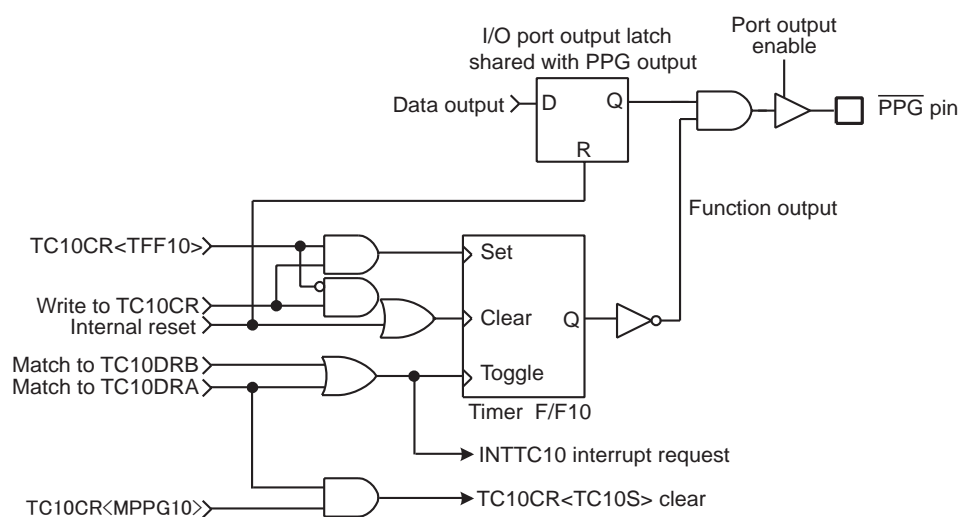 Port output
enable
I/O port output latch
shared with PPG output
Data output
D
Q
R
PPG pin
Function output
TC10CR<TFF10>
Set
Write to TC10CR
Internal reset
Clear
Q
Match to TC10DRB
Match to TC10DRA
Toggle
Timer F/F10
INTTC10 interrupt request
TC10CR<TC10S> clear
TC10CR<MPPG10>